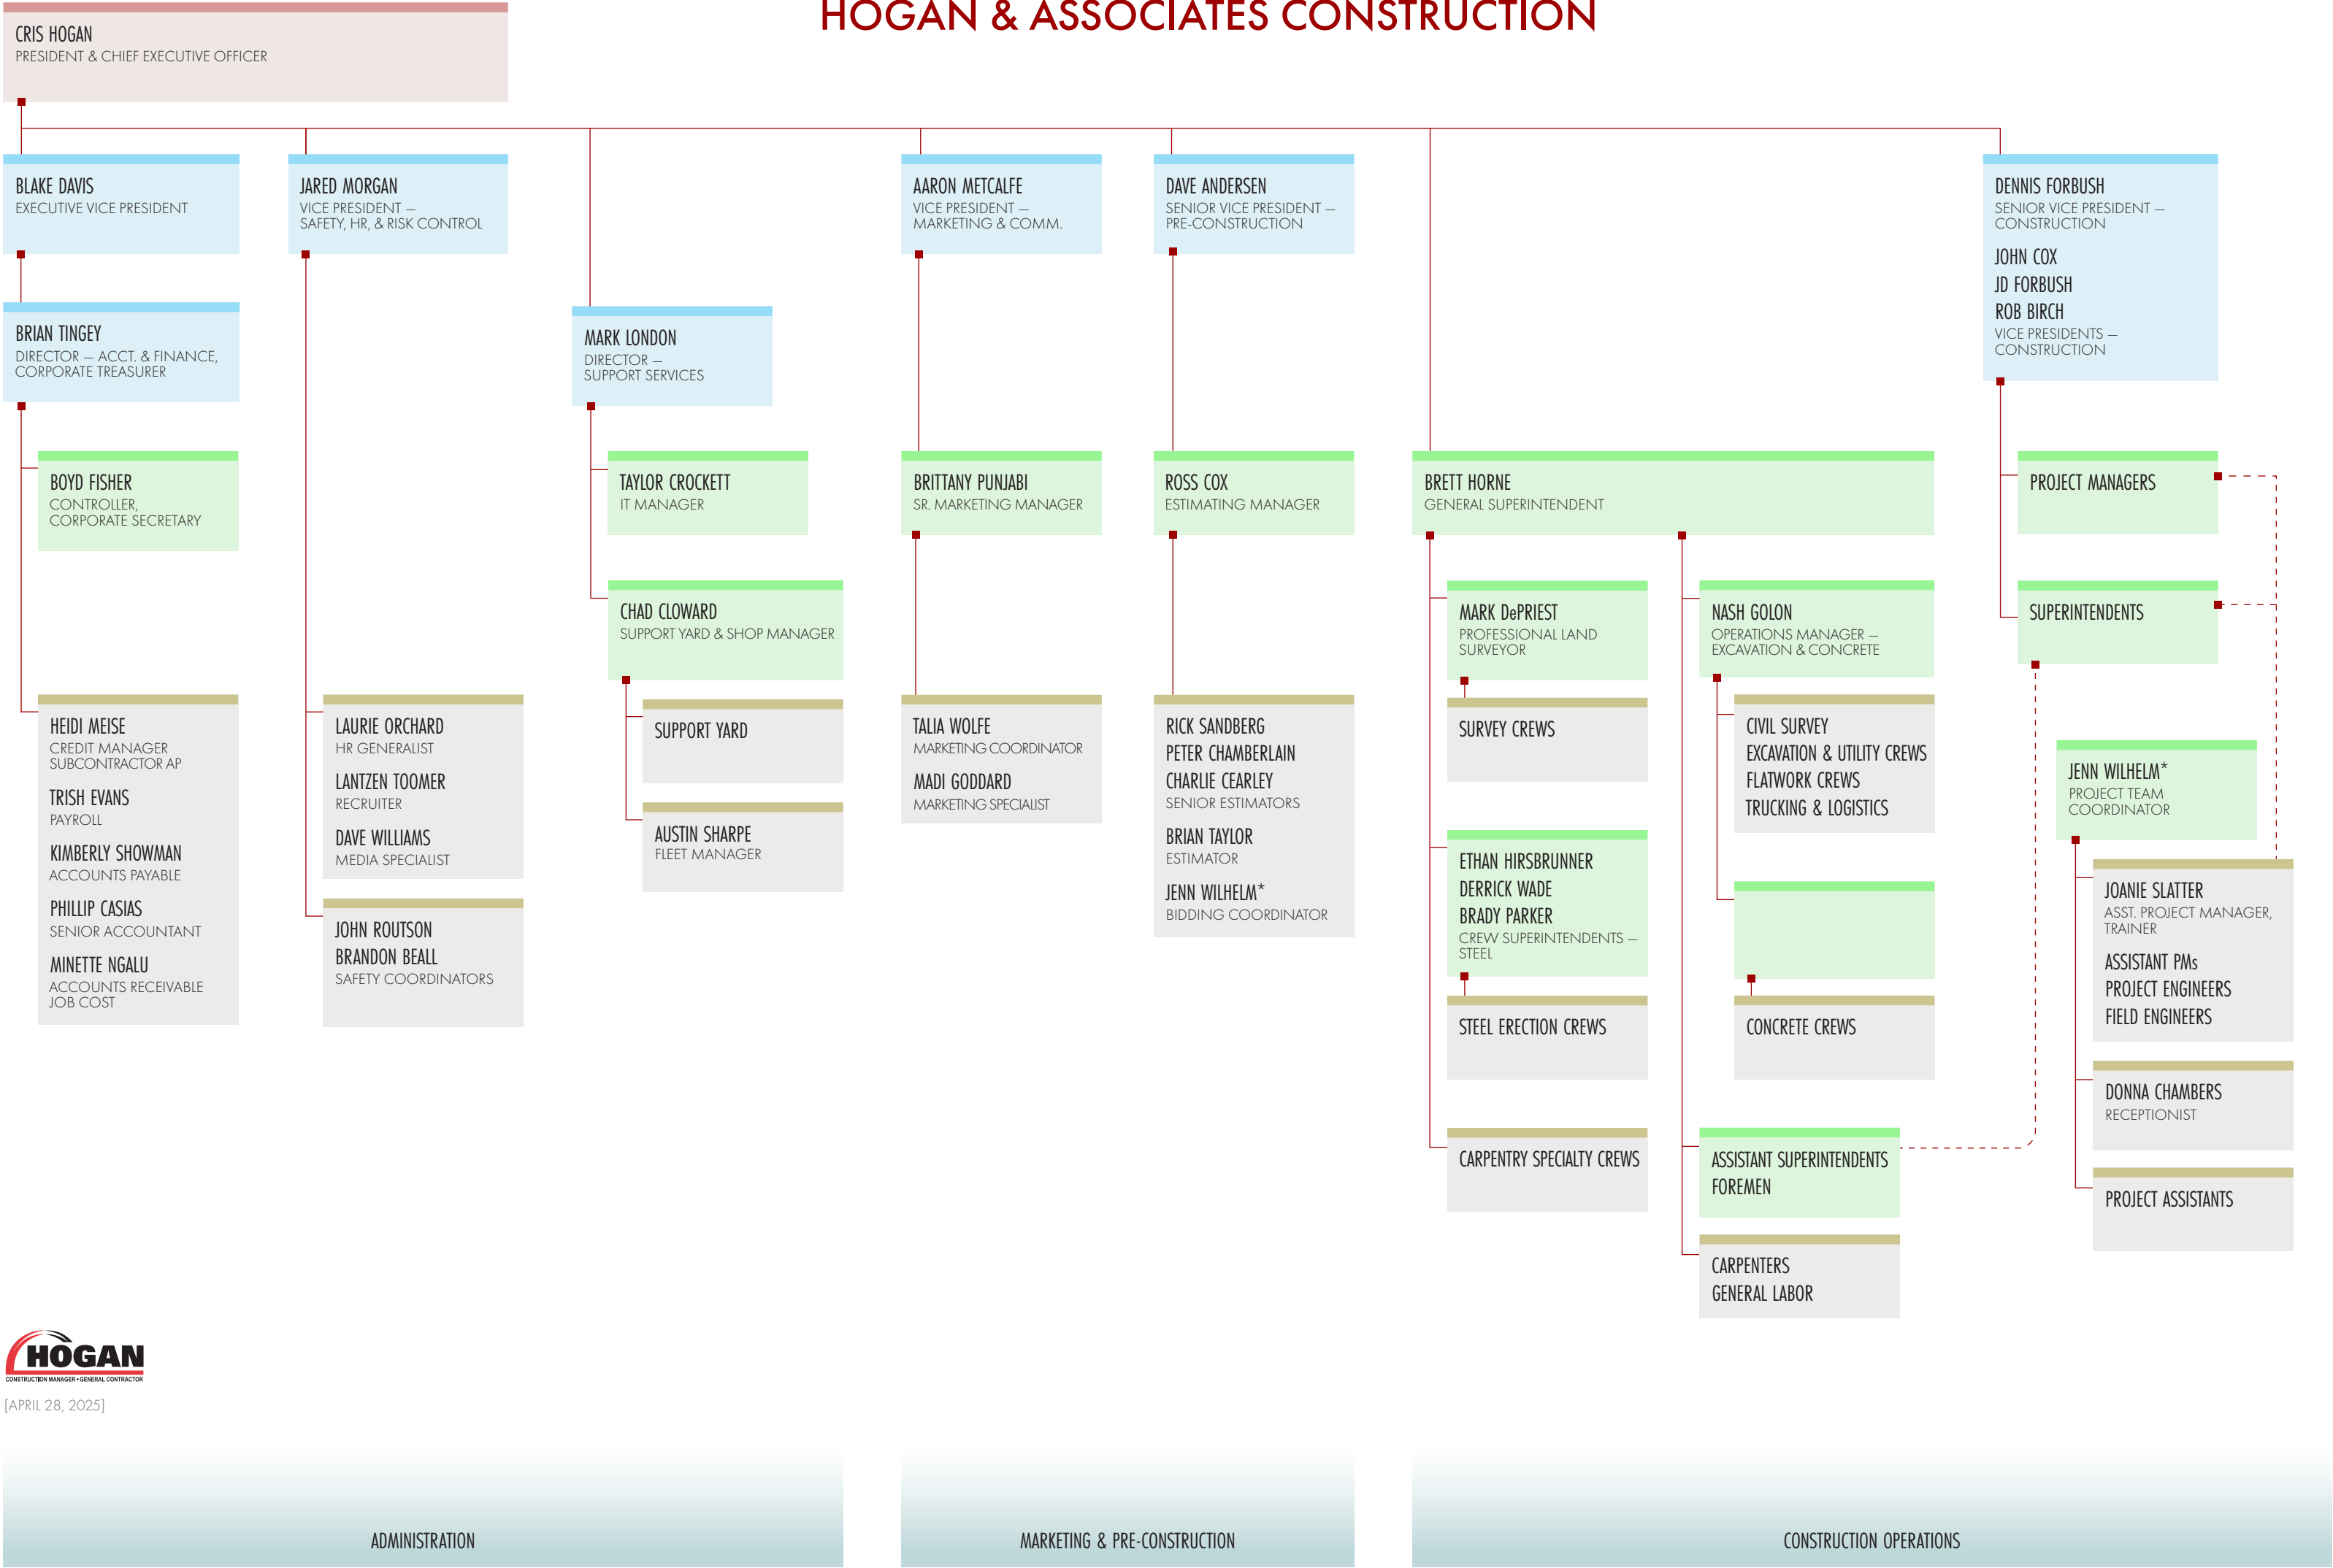 HOGAN & ASSOCIATES CONSTRUCTION
CRIS HOGAN
PRESIDENT & CHIEF EXECUTIVE OFFICER
BLAKE DAVIS
EXECUTIVE VICE PRESIDENT
BRIAN TINGEY
DIRECTOR – ACCT. & FINANCE,
CORPORATE TREASURER
BOYD FISHER
CONTROLLER,
CORPORATE SECRETARY
HEIDI MEISE
CREDIT MANAGER
SUBCONTRACTOR AP
TRISH EVANS
PAYROLL
KIMBERLY SHOWMAN
ACCOUNTS PAYABLE
PHILLIP CASIAS
SENIOR ACCOUNTANT
MINETTE NGALU
ACCOUNTS RECEIVABLE
JOB COST
JARED MORGAN
VICE PRESIDENT –
SAFETY, HR, & RISK CONTROL
LAURIE ORCHARD
HR GENERALIST
LANTZEN TOOMER
RECRUITER
DAVE WILLIAMS
MEDIA SPECIALIST
JOHN ROUTSON
BRANDON BEALL
SAFETY COORDINATORS
MARK LONDON
DIRECTOR –
SUPPORT SERVICES
TAYLOR CROCKETT
IT MANAGER
CHAD CLOWARD
SUPPORT YARD & SHOP MANAGER
SUPPORT YARD
AUSTIN SHARPE
FLEET MANAGER
AARON METCALFE
VICE PRESIDENT –
MARKETING & COMM.
BRITTANY PUNJABI
SR. MARKETING MANAGER
TALIA WOLFE
MARKETING COORDINATOR
MADI GODDARD
MARKETING SPECIALIST
DAVE ANDERSEN
SENIOR VICE PRESIDENT –
PRE-CONSTRUCTION
ROSS COX
ESTIMATING MANAGER
RICK SANDBERG
PETER CHAMBERLAIN
CHARLIE CEARLEY
SENIOR ESTIMATORS
BRIAN TAYLOR
ESTIMATOR
JENN WILHELM*
BIDDING COORDINATOR
BRETT HORNE
GENERAL SUPERINTENDENT
MARK DePRIEST
PROFESSIONAL LAND
SURVEYOR
SURVEY CREWS
ETHAN HIRSBRUNNER
DERRICK WADE
BRADY PARKER
CREW SUPERINTENDENTS –
STEEL
STEEL ERECTION CREWS
CARPENTRY SPECIALTY CREWS
NASH GOLON
OPERATIONS MANAGER –
EXCAVATION & CONCRETE
CIVIL SURVEY
EXCAVATION & UTILITY CREWS
FLATWORK CREWS
TRUCKING & LOGISTICS
CONCRETE CREWS
ASSISTANT SUPERINTENDENTS
FOREMEN
CARPENTERS
GENERAL LABOR
DENNIS FORBUSH
SENIOR VICE PRESIDENT –
CONSTRUCTION
JOHN COX
JD FORBUSH
ROB BIRCH
VICE PRESIDENTS –
CONSTRUCTION
PROJECT MANAGERS
SUPERINTENDENTS
JENN WILHELM*
PROJECT TEAM
COORDINATOR
JOANIE SLATTER
ASST. PROJECT MANAGER,
TRAINER
ASSISTANT PMs
PROJECT ENGINEERS
FIELD ENGINEERS
DONNA CHAMBERS
RECEPTIONIST
PROJECT ASSISTANTS
HOGAN
CONSTRUCTION MANAGER • GENERAL CONTRACTOR
[APRIL 28, 2025]
ADMINISTRATION
MARKETING & PRE-CONSTRUCTION
CONSTRUCTION OPERATIONS